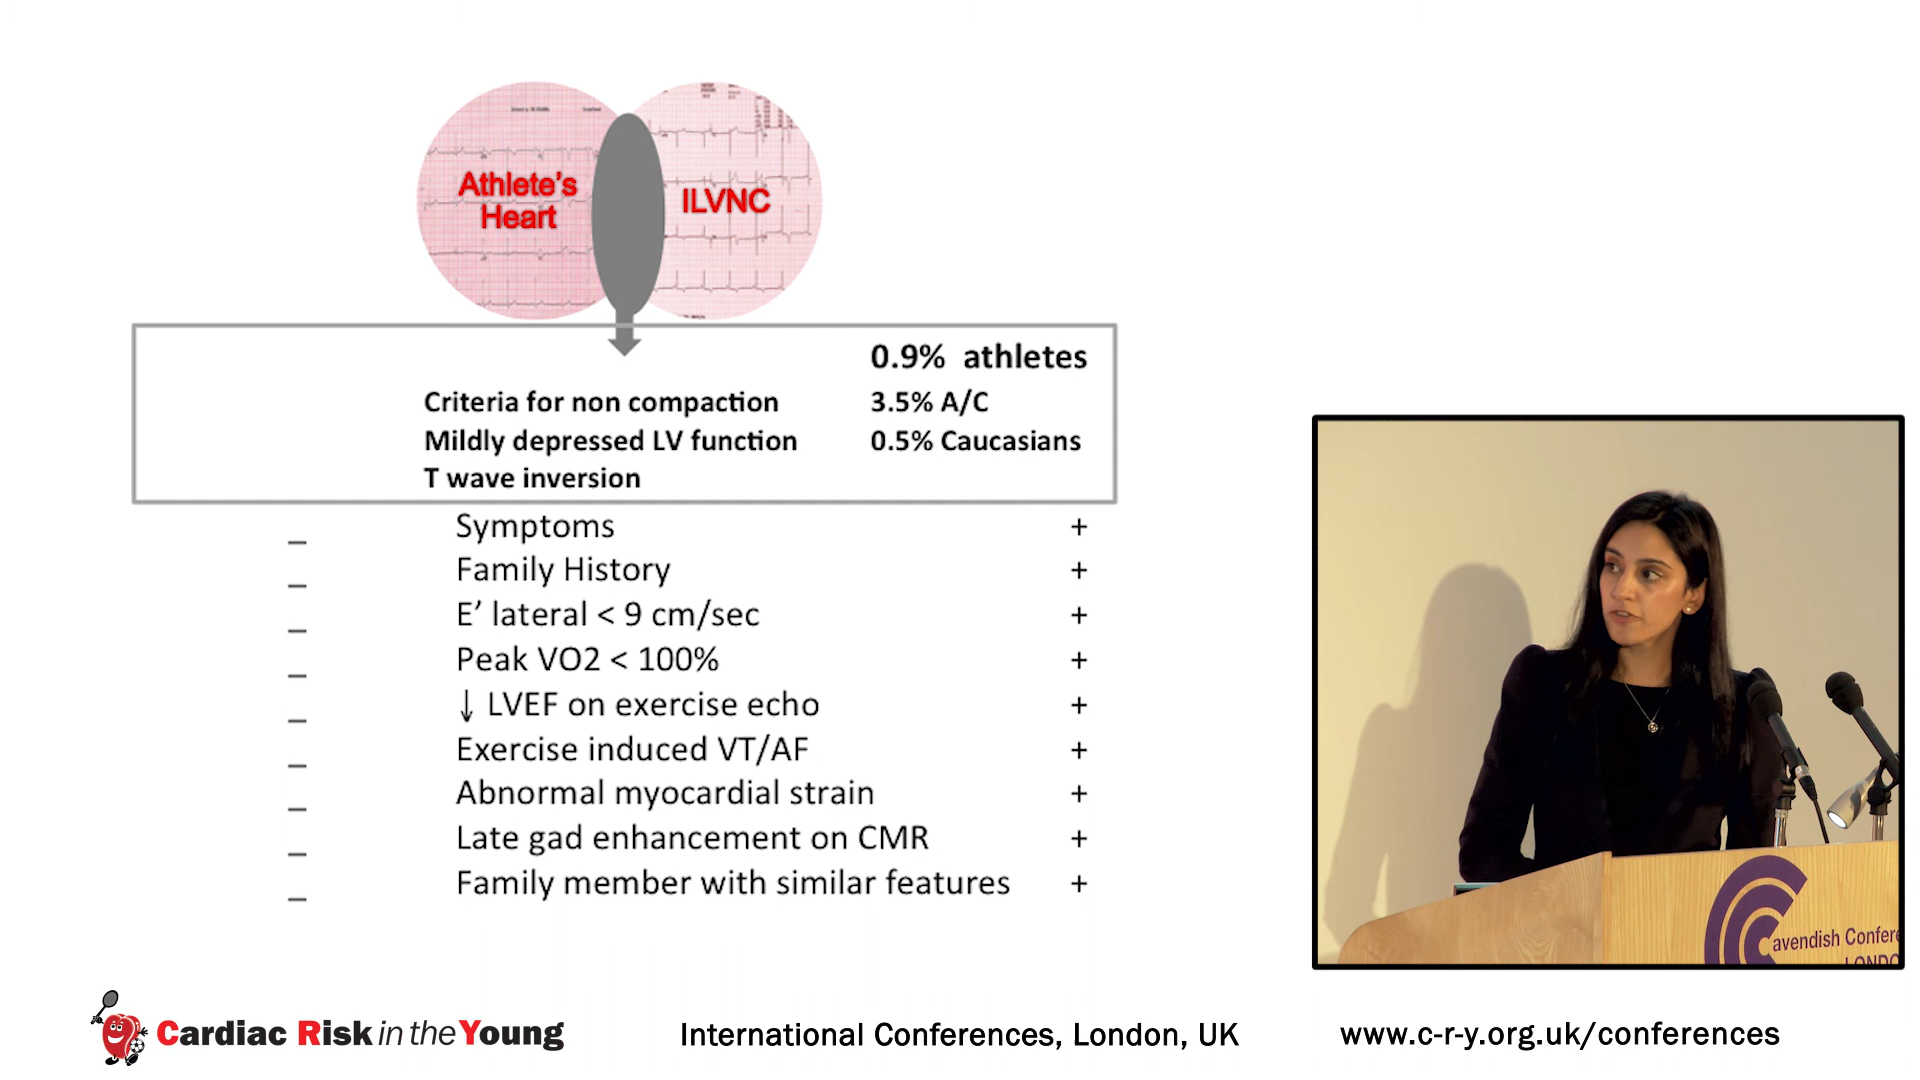 Athlete's
Heart
ILVNC
0.9% athletes
Criteria for non compaction 3.5% A/C
Mildly depressed LV function 0.5% Caucasians
T wave inversion
_ Symptoms +
_ Family History +
_ E' lateral < 9 cm/sec +
_ Peak VO2 < 100% +
_ ↓ LVEF on exercise echo +
_ Exercise induced VT/AF +
_ Abnormal myocardial strain +
_ Late gad enhancement on CMR +
_ Family member with similar features +
avendish Confere
LONDO
Cardiac Risk in the Young
International Conferences, London, UK
www.c-r-y.org.uk/conferences